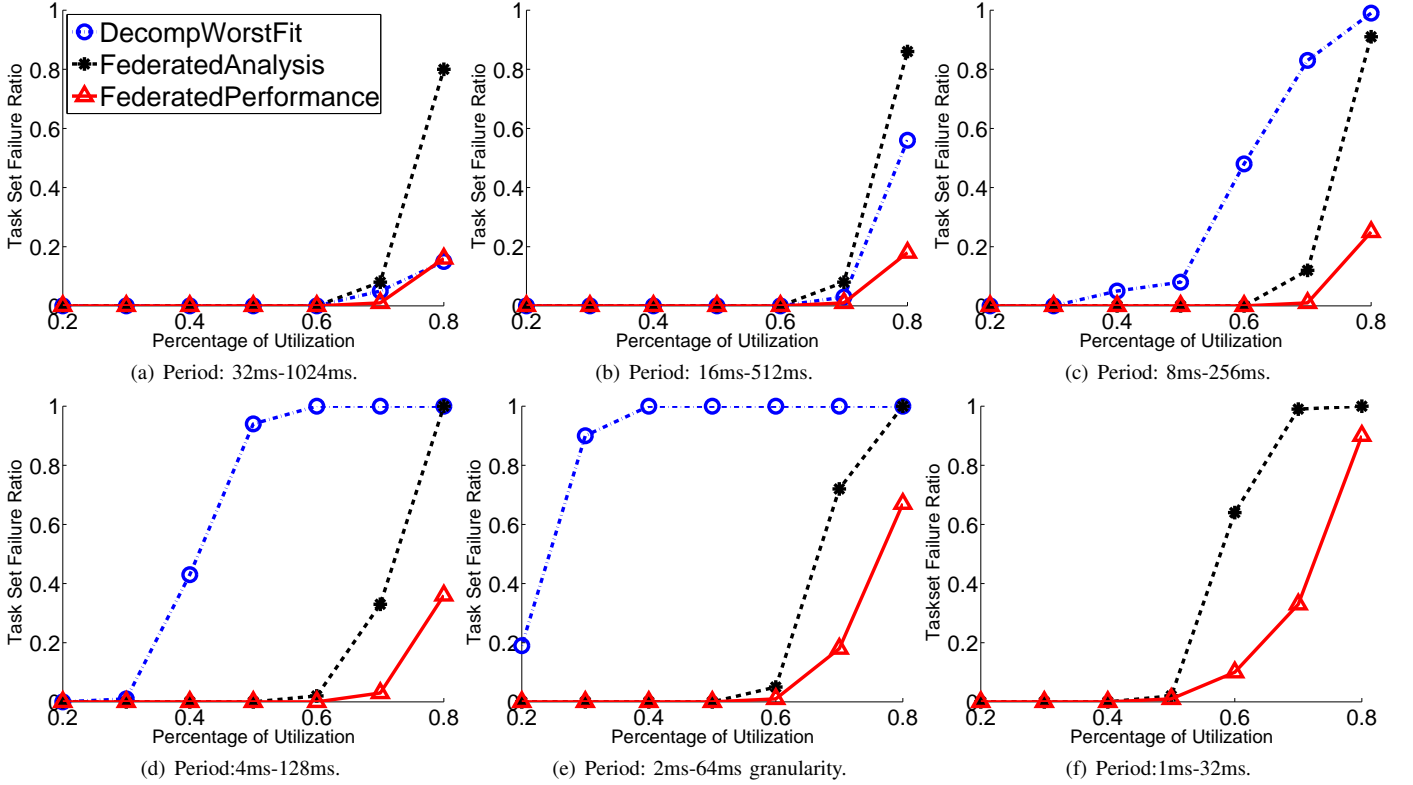 DecompWorstFit
FederatedAnalysis
FederatedPerformance
Task Set Failure Ratio
1
0.8
0.6
0.4
0.2
0
0.2
0.4
0.6
0.8
Percentage of Utilization
(a) Period: 32ms-1024ms.
Task Set Failure Ratio
1
0.8
0.6
0.4
0.2
0
0.2
0.4
0.6
0.8
Percentage of Utilization
(b) Period: 16ms-512ms.
Task Set Failure Ratio
1
0.8
0.6
0.4
0.2
0
0.2
0.4
0.6
0.8
Percentage of Utilization
(c) Period: 8ms-256ms.
Task Set Failure Ratio
1
0.8
0.6
0.4
0.2
0
0.2
0.4
0.6
0.8
Percentage of Utilization
(d) Period:4ms-128ms.
Task Set Failure Ratio
1
0.8
0.6
0.4
0.2
0
0.2
0.4
0.6
0.8
Percentage of Utilization
(e) Period: 2ms-64ms granularity.
Taskset Failure Ratio
1
0.8
0.6
0.4
0.2
0
0.2
0.4
0.6
0.8
Percentage of Utilization
(f) Period:1ms-32ms.